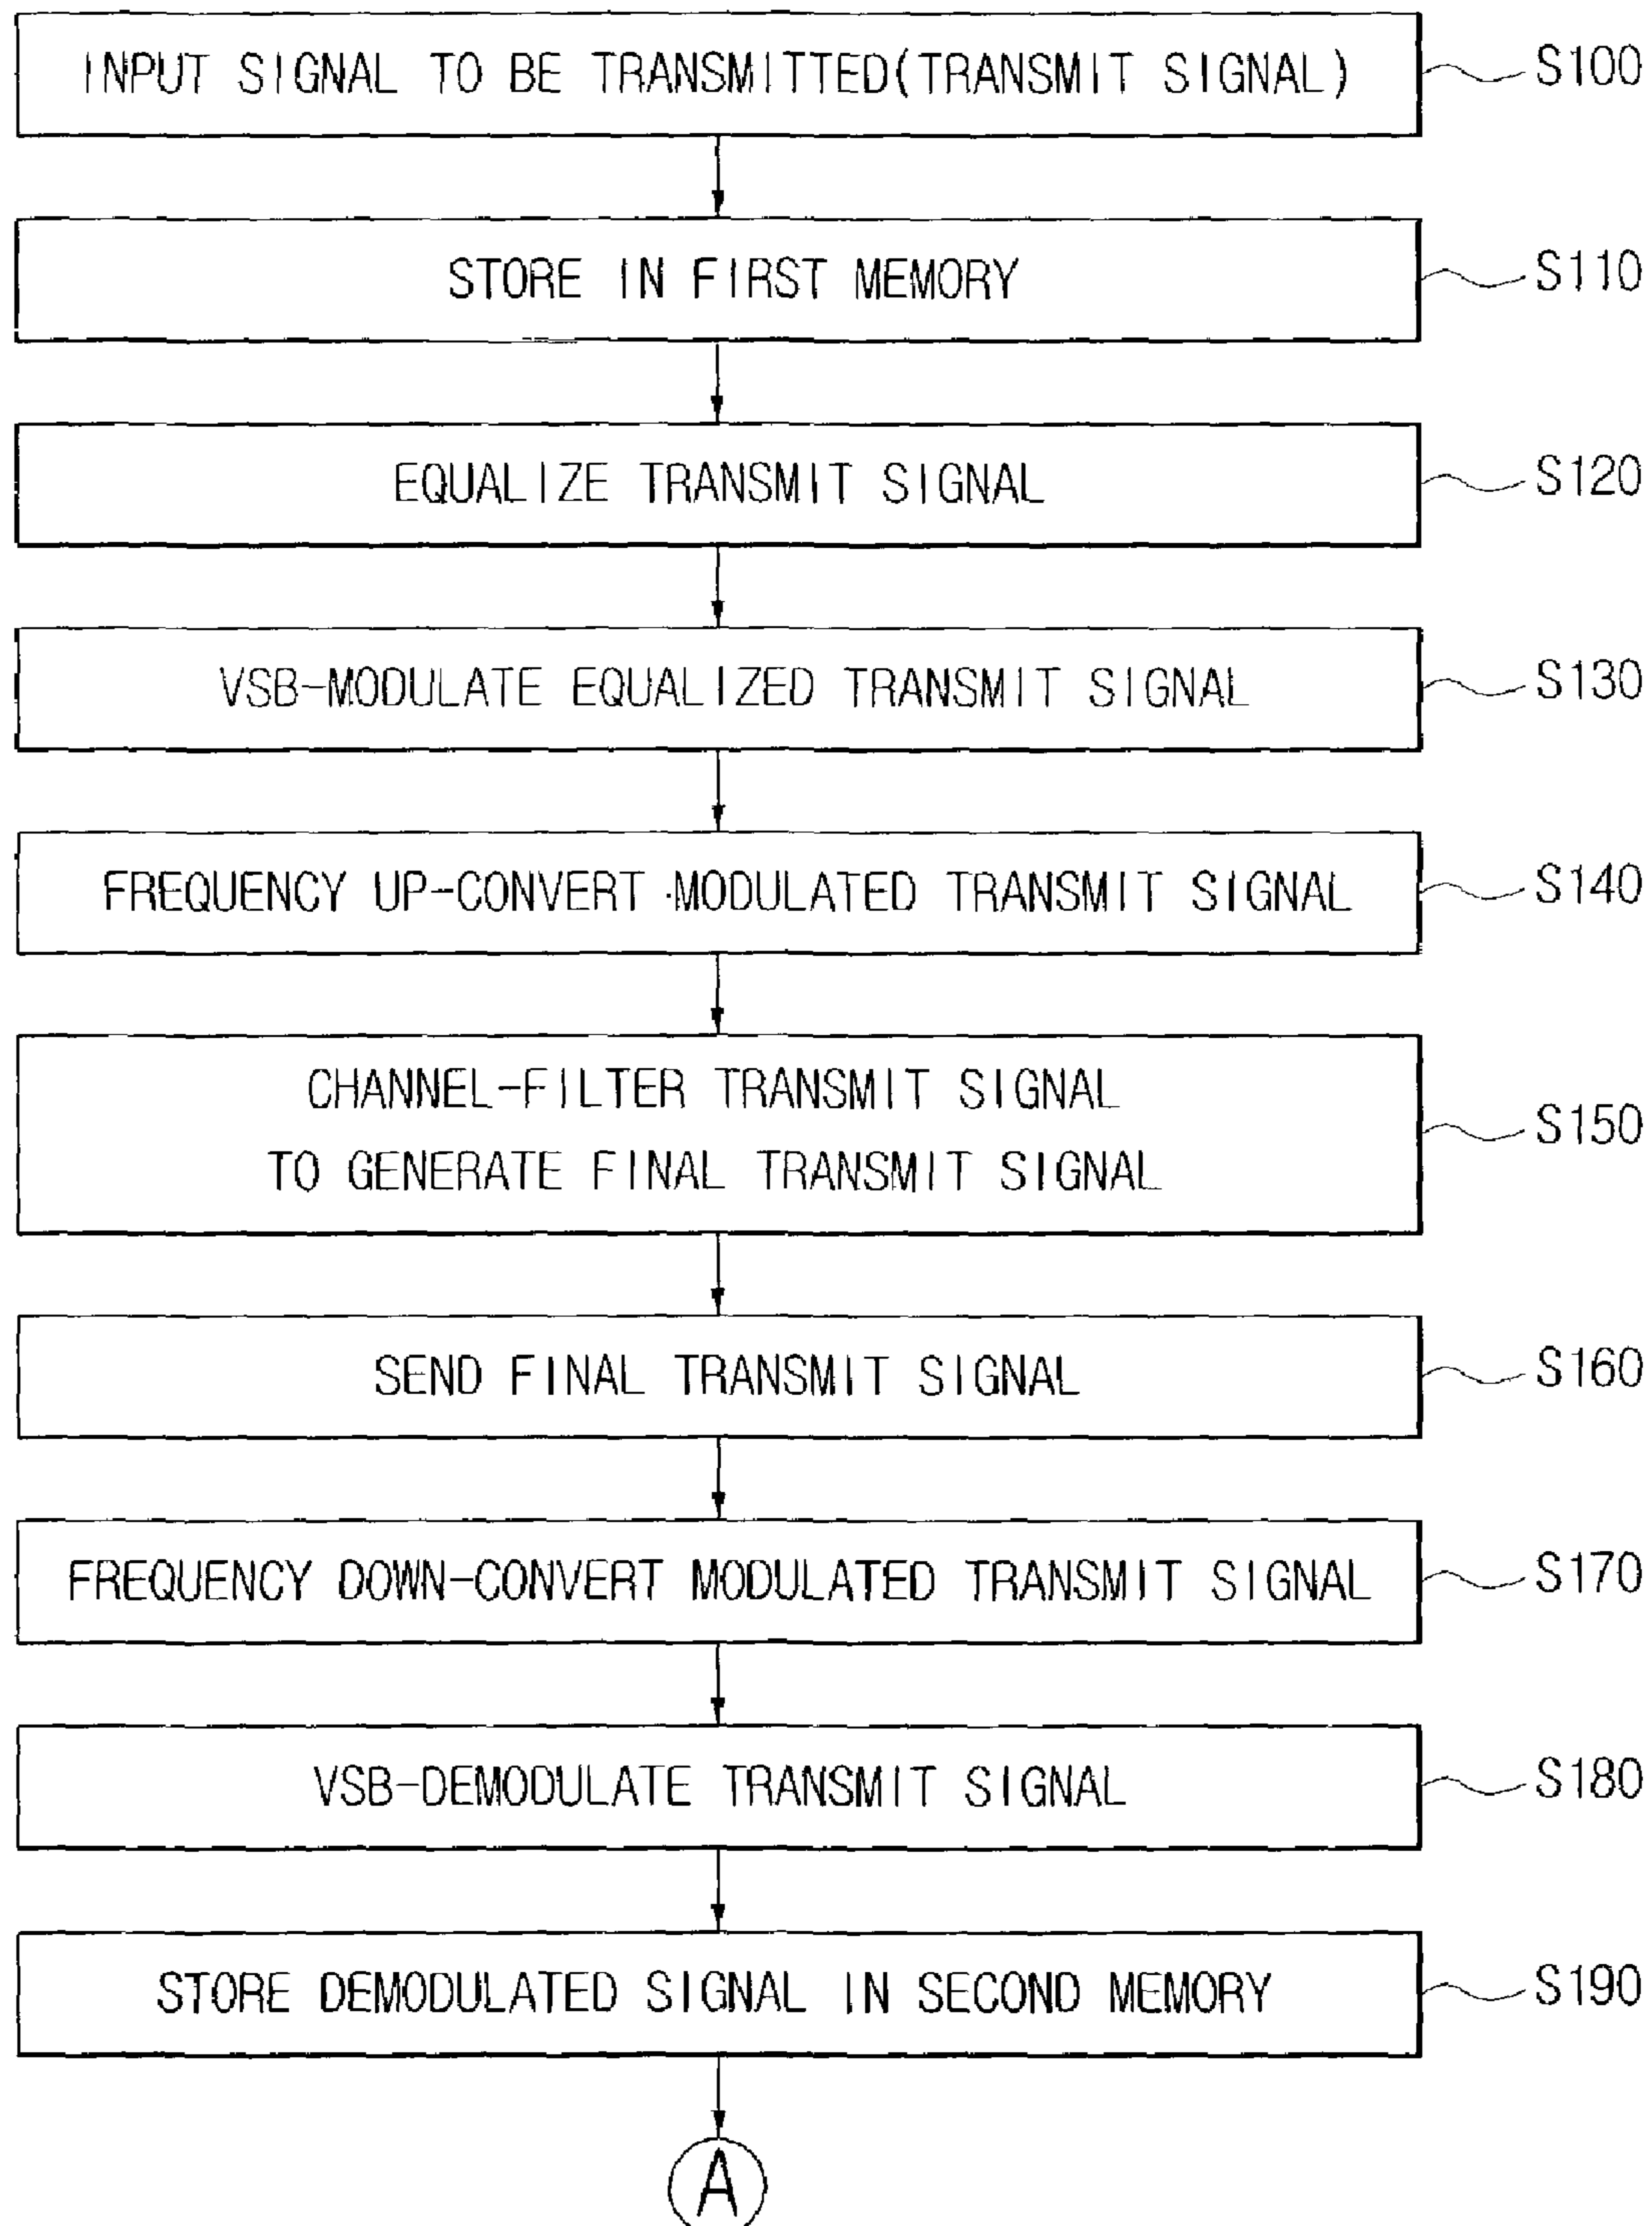 INPUT SIGNAL TO BE TRANSMITTED(TRANSMIT SIGNAL) S100
STORE IN FIRST MEMORY S110
EQUALIZE TRANSMIT SIGNAL S120
VSB-MODULATE EQUALIZED TRANSMIT SIGNAL S130
FREQUENCY UP-CONVERT MODULATED TRANSMIT SIGNAL S140
CHANNEL-FILTER TRANSMIT SIGNAL
TO GENERATE FINAL TRANSMIT SIGNAL S150
SEND FINAL TRANSMIT SIGNAL S160
FREQUENCY DOWN-CONVERT MODULATED TRANSMIT SIGNAL S170
VSB-DEMODULATE TRANSMIT SIGNAL S180
STORE DEMODULATED SIGNAL IN SECOND MEMORY S190
A